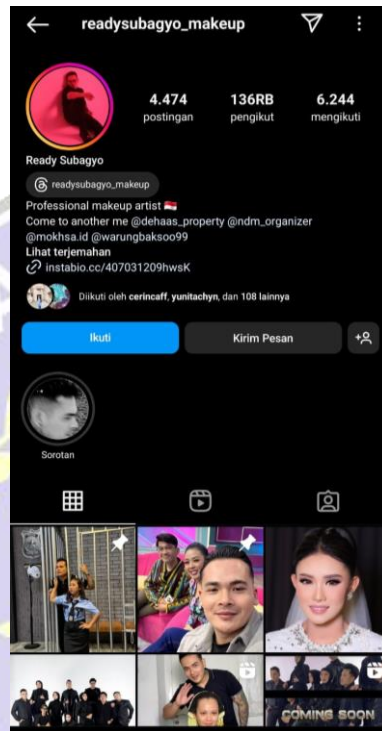 readysubagyo_makeup
4.474 136RB 6.244
postingan pengikut mengikuti
Ready Subagyo
readysubagyo_makeup
Professional makeup artist 🇮🇩
Come to another me @dehaas_property @ndm_organizer
@mokhsa.id @warungbaksoo99
Lihat terjemahan
instabio.cc/407031209hwsK
Diikuti oleh cerincaff, yunitachyn, dan 108 lainnya
Ikuti Kirim Pesan
Sorotan
COMING SOON